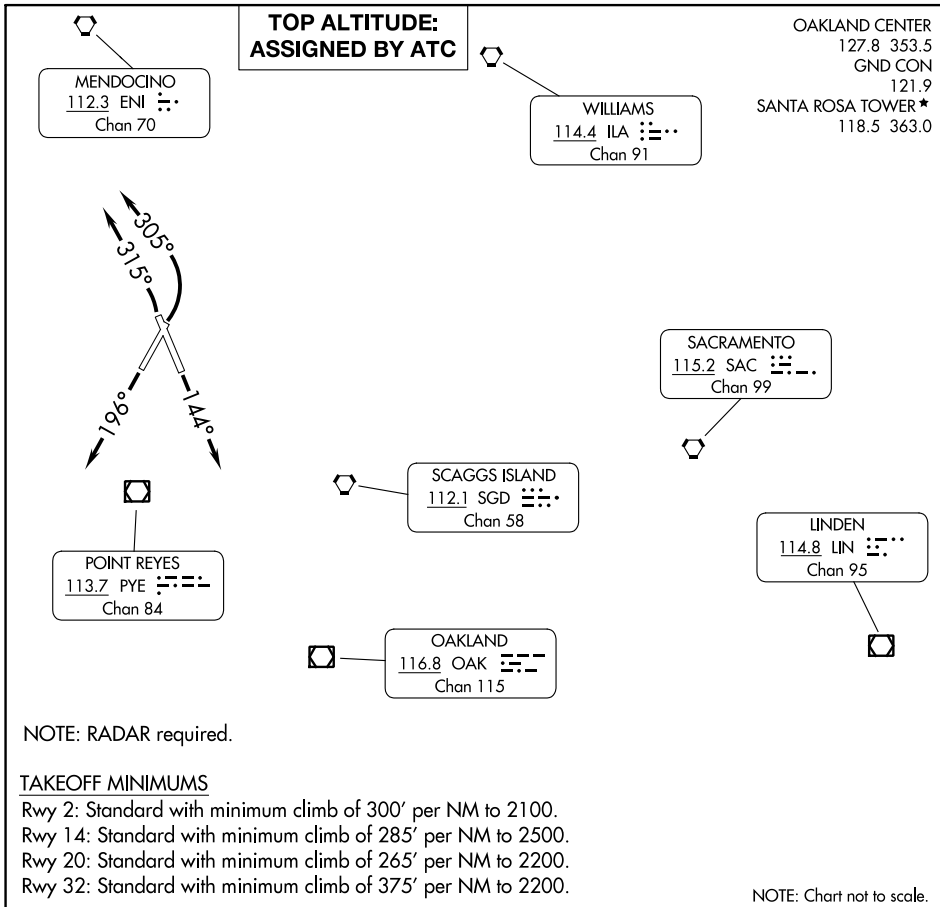 TOP ALTITUDE:
ASSIGNED BY ATC
OAKLAND CENTER
127.8 353.5
GND CON
121.9
SANTA ROSA TOWER★
118.5 363.0
MENDOCINO
112.3 ENI
Chan 70
WILLIAMS
114.4 ILA
Chan 91
305°
315°
196°
144°
SACRAMENTO
115.2 SAC
Chan 99
SCAGGS ISLAND
112.1 SGD
Chan 58
LINDEN
114.8 LIN
Chan 95
POINT REYES
113.7 PYE
Chan 84
OAKLAND
116.8 OAK
Chan 115
NOTE: RADAR required.
TAKEOFF MINIMUMS
Rwy 2: Standard with minimum climb of 300' per NM to 2100.
Rwy 14: Standard with minimum climb of 285' per NM to 2500.
Rwy 20: Standard with minimum climb of 265' per NM to 2200.
Rwy 32: Standard with minimum climb of 375' per NM to 2200.
NOTE: Chart not to scale.